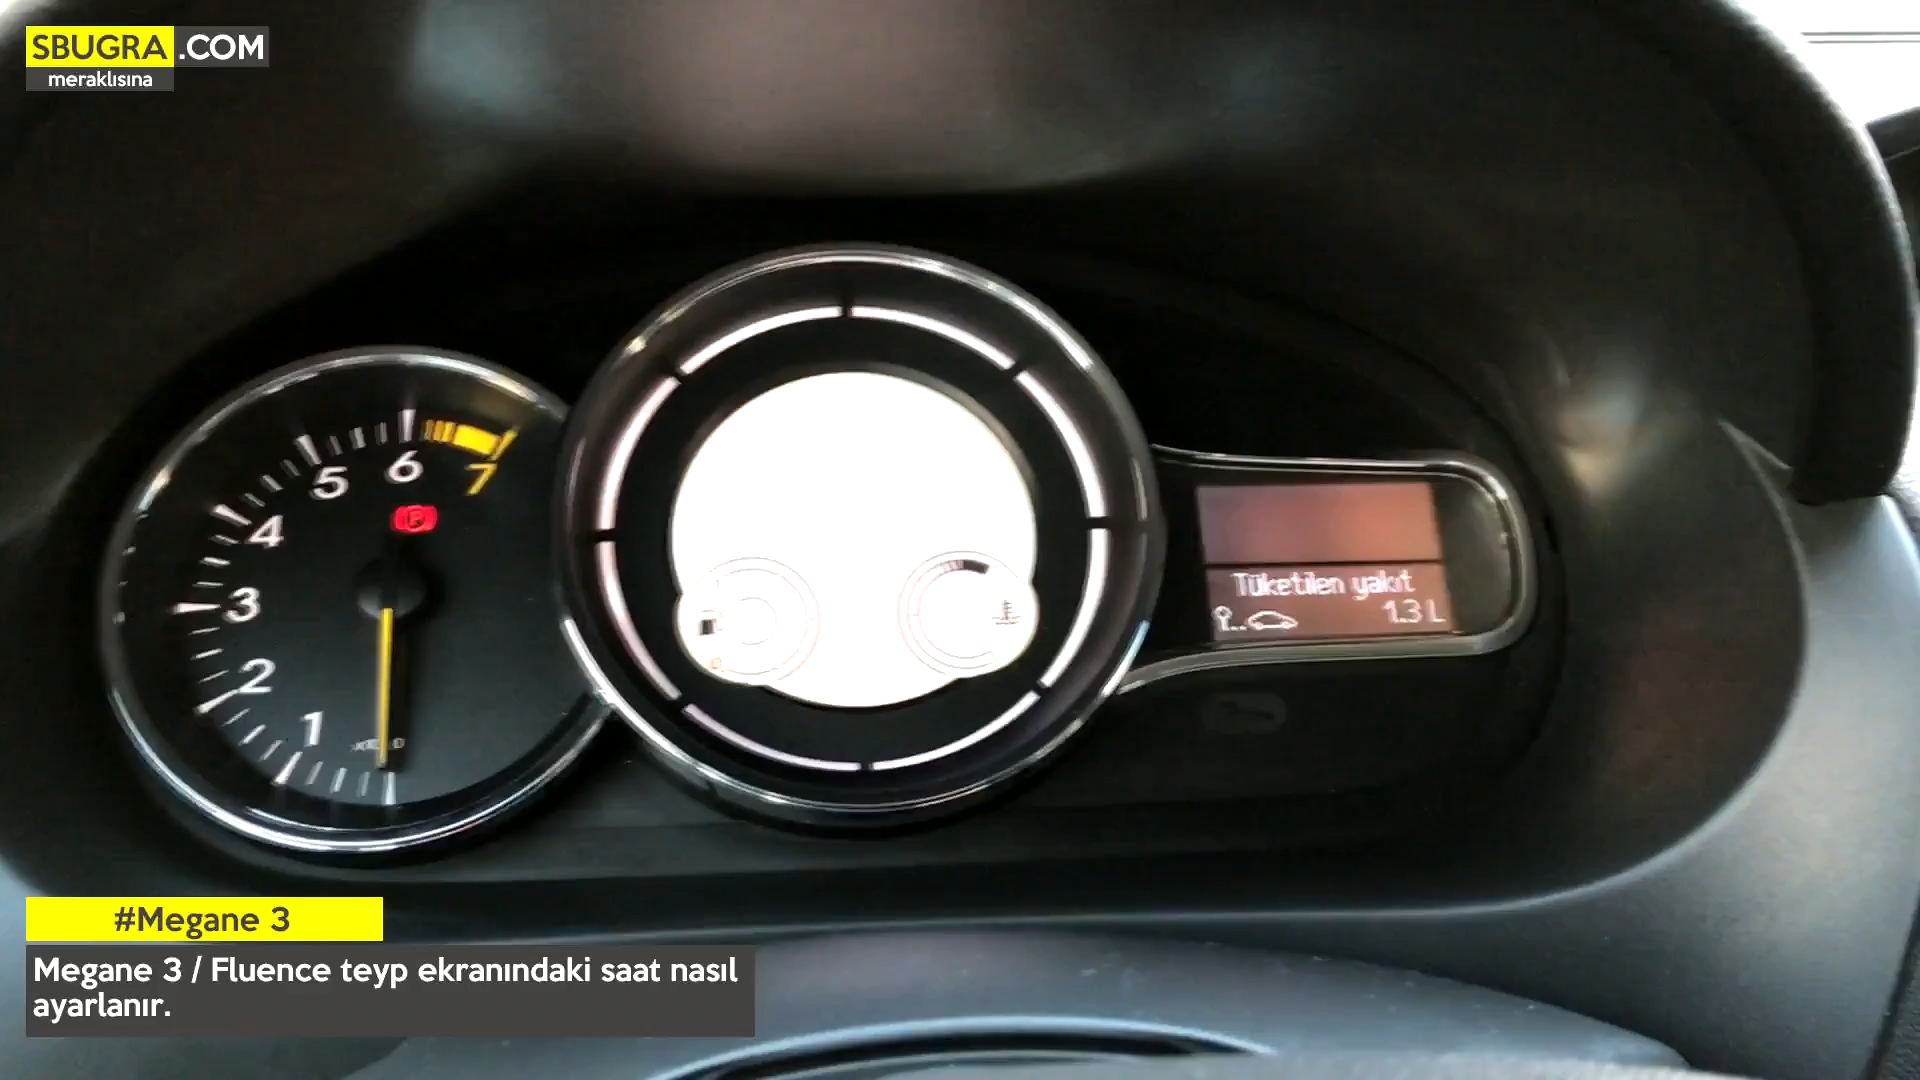 SBUGRA.COM
meraklısına
7
6
5
4
3
2
1
Tüketilen yakıt
1.3 L
#Megane 3
Megane 3 / Fluence teyp ekranındaki saat nasıl
ayarlanır.